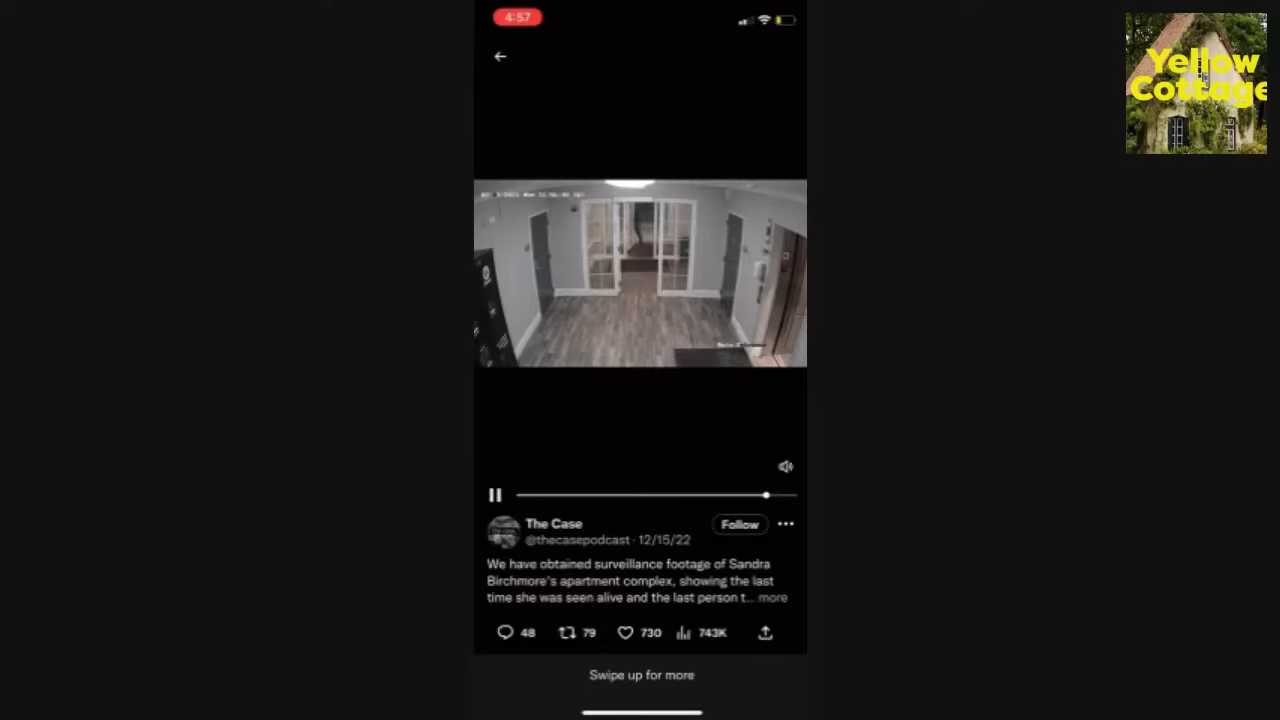 4:57
Yellow
Cottage
The Case
Follow
@thecasepodcast · 12/15/22
We have obtained surveillance footage of Sandra
Birchmore's apartment complex, showing the last
time she was seen alive and the last person t... more
48
79
730
743K
Swipe up for more